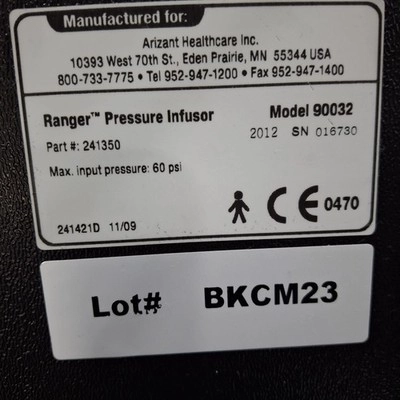 Manufactured for:
Arizant Healthcare Inc.
10393 West 70th St., Eden Prairie, MN 55344 USA
800-733-7775 • Tel 952-947-1200 • Fax 952-947-1400
Ranger™ Pressure Infusor Model 90032
2012 SN 016730
Part #: 241350
Max. input pressure: 60 psi
CE 0470
241421D 11/09
Lot# BKCM23